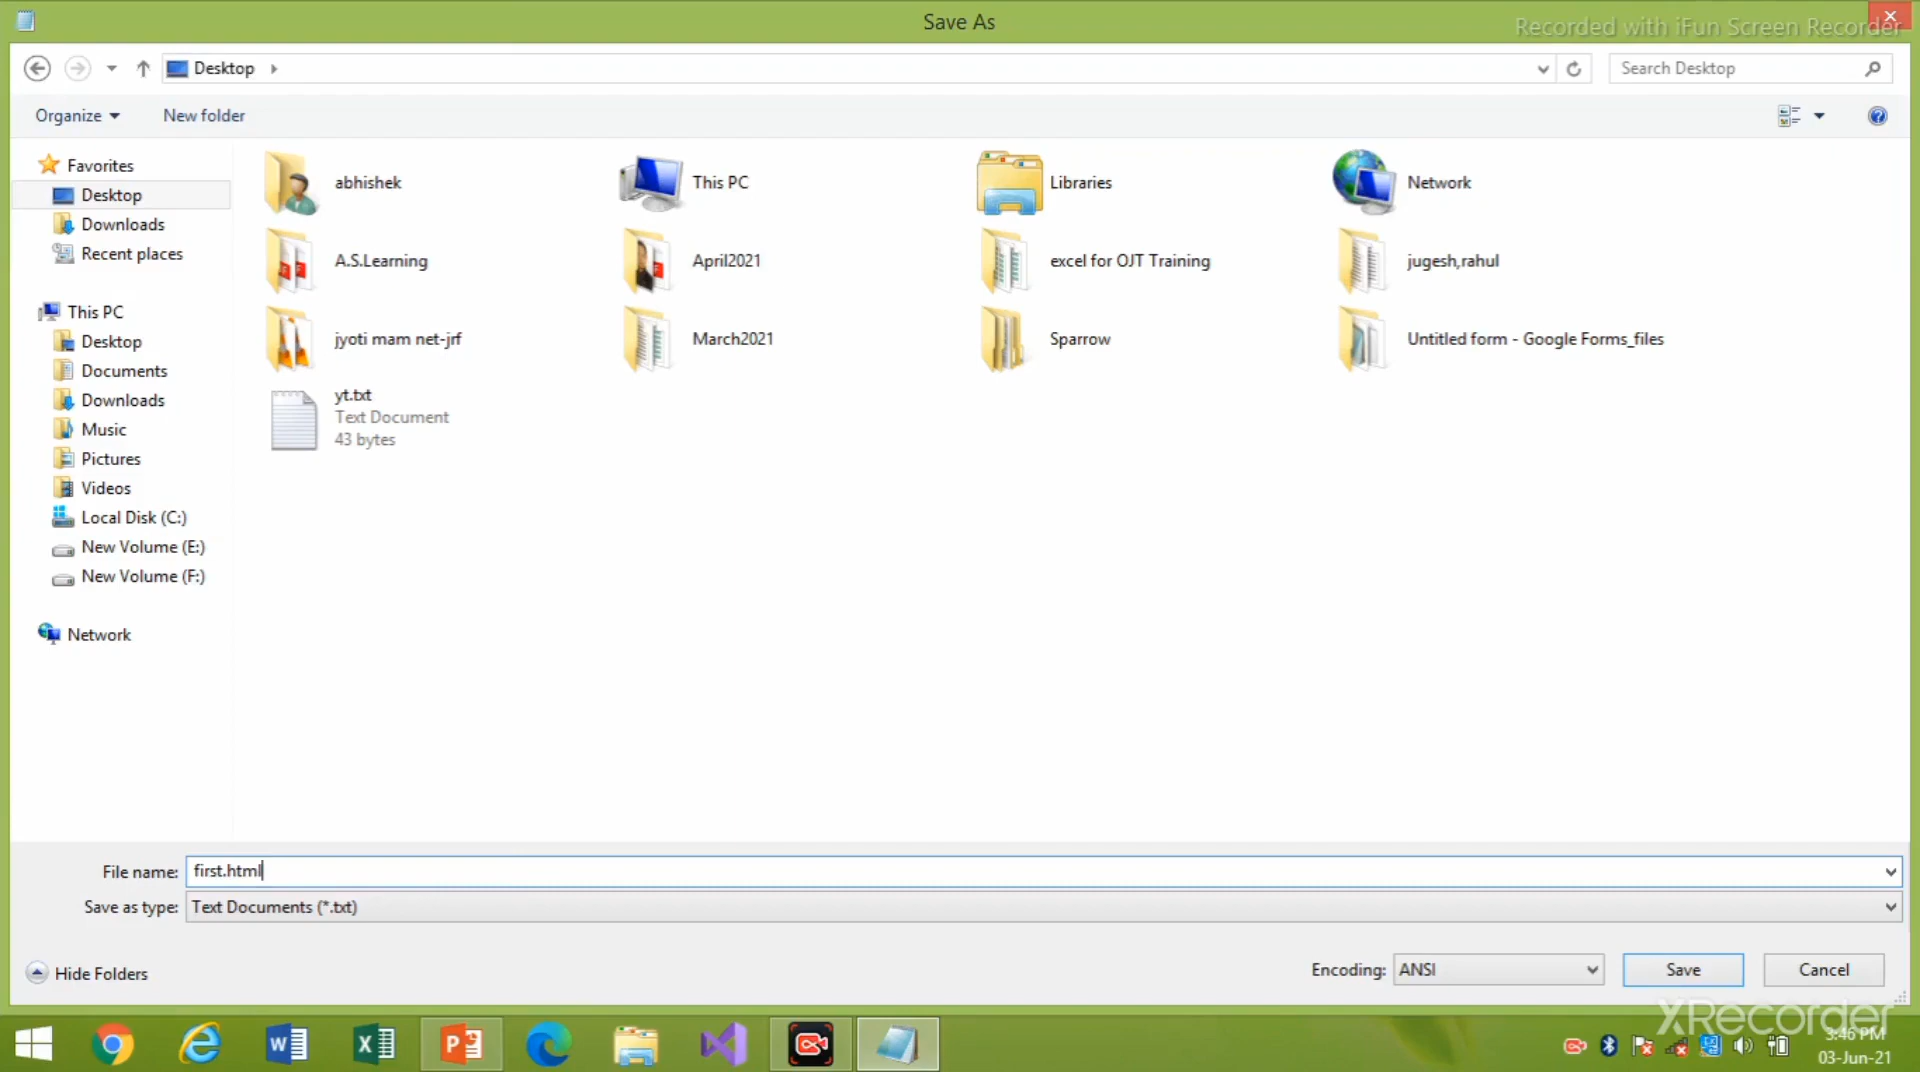 Save As
Recorded with iFun Screen Recorder
Desktop
Search Desktop
Organize
New folder
Favorites
Desktop
Downloads
Recent places
This PC
Desktop
Documents
Downloads
Music
Pictures
Videos
Local Disk (C:)
New Volume (E:)
New Volume (F:)
Network
abhishek
This PC
Libraries
Network
A.S.Learning
April2021
excel for OJT Training
jugesh,rahul
jyoti mam net-jrf
March2021
Sparrow
Untitled form - Google Forms_files
yt.txt
Text Document
43 bytes
File name: first.html
Save as type: Text Documents (*.txt)
Hide Folders
Encoding: ANSI
Save
Cancel
XRecorder
3:46 PM
03-Jun-21